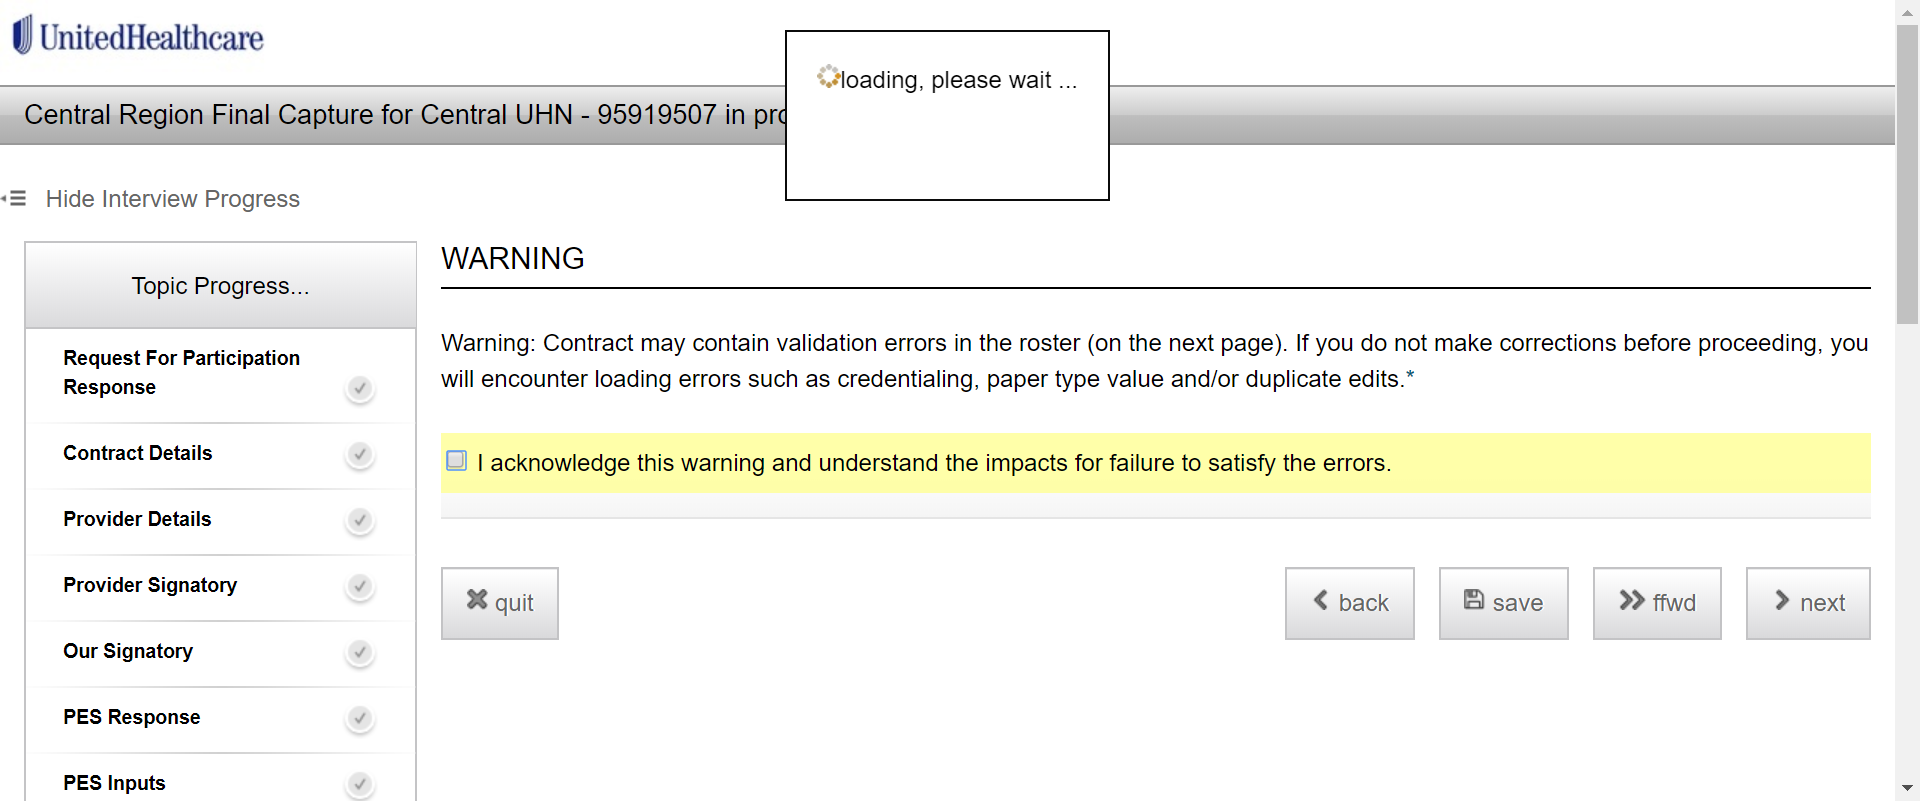 UnitedHealthcare
loading, please wait ...
Central Region Final Capture for Central UHN - 95919507 in
Hide Interview Progress
Topic Progress...
Request For Participation
Response
Contract Details
Provider Details
Provider Signatory
Our Signatory
PES Response
PES Inputs
WARNING
Warning: Contract may contain validation errors in the roster (on the next page). If you do not make corrections before proceeding, you
will encounter loading errors such as credentialing, paper type value and/or duplicate edits.*
I acknowledge this warning and understand the impacts for failure to satisfy the errors.
quit
back
save
ffwd
next